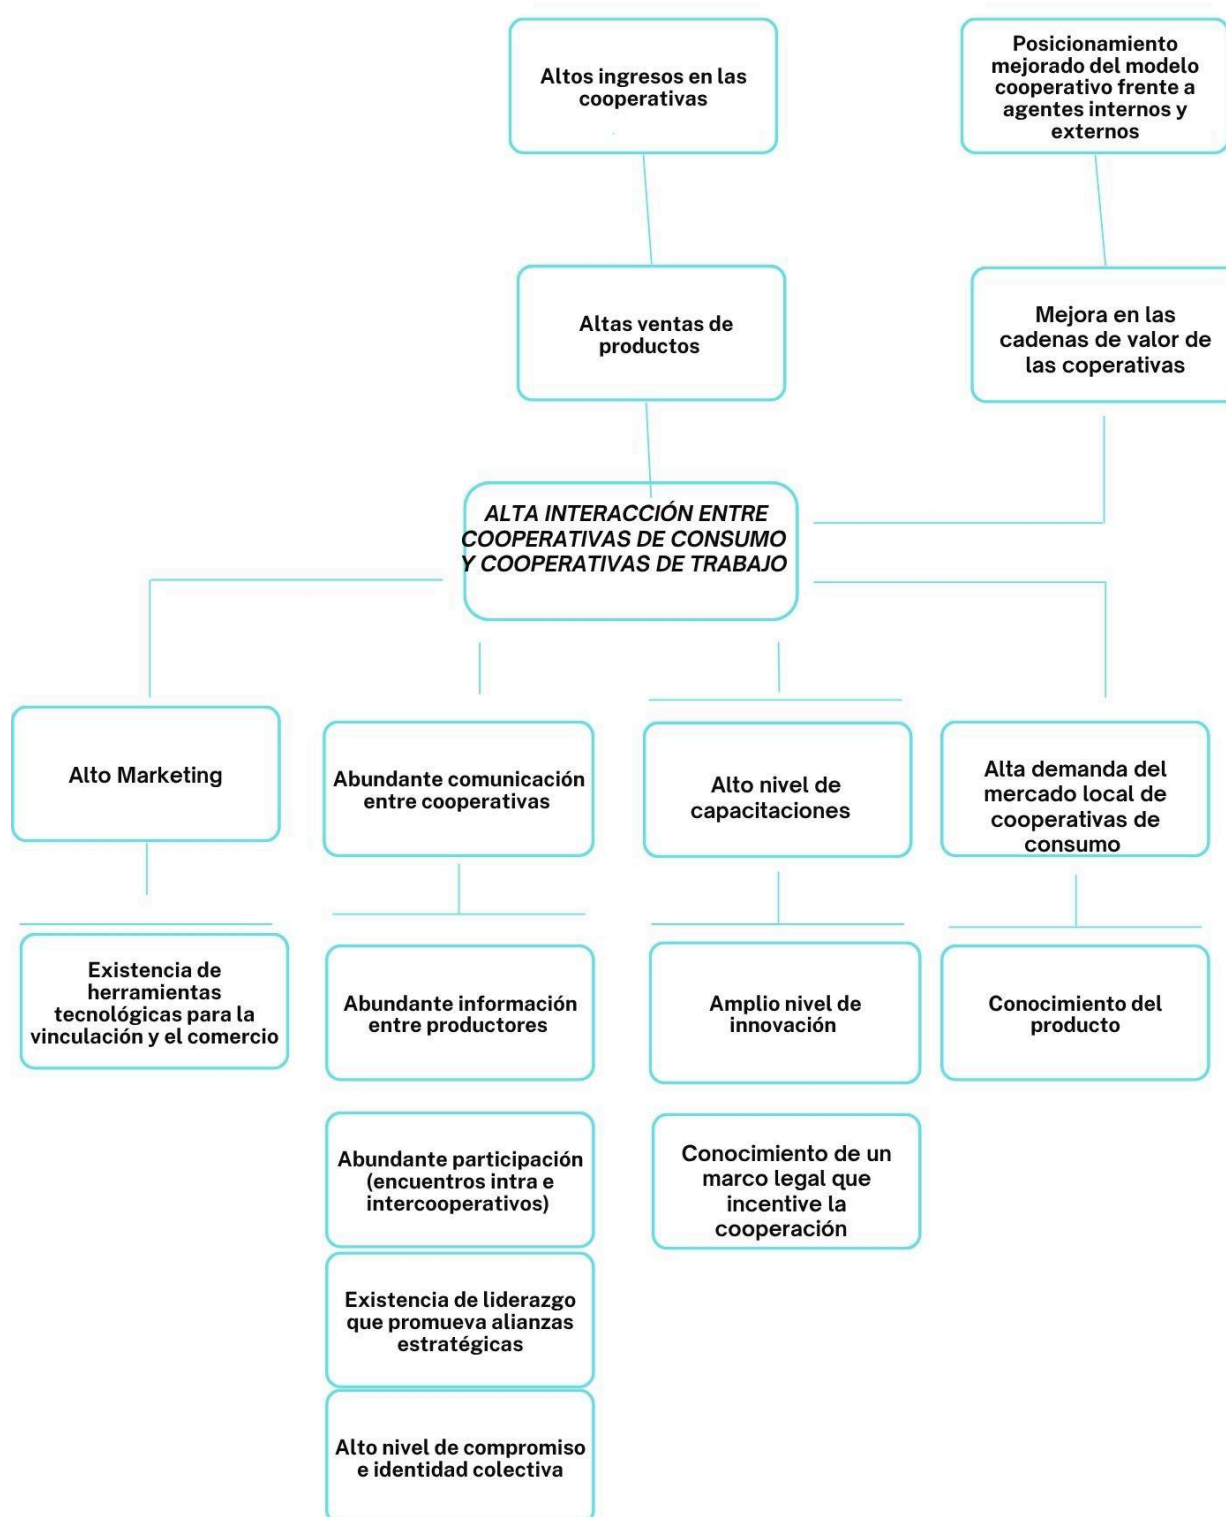 Altos ingresos en las
cooperativas
Posicionamiento
mejorado del modelo
cooperativo frente a
agentes internos y
externos
Altas ventas de
productos
Mejora en las
cadenas de valor de
las coperativas
ALTA INTERACCIÓN ENTRE
COOPERATIVAS DE CONSUMO
Y COOPERATIVAS DE TRABAJO
Alto Marketing
Abundante comunicación
entre cooperativas
Alto nivel de
capacitaciones
Alta demanda del
mercado local de
cooperativas de
consumo
Existencia de
herramientas
tecnológicas para la
vinculación y el comercio
Abundante información
entre productores
Amplio nivel de
innovación
Conocimiento del
producto
Abundante participación
(encuentros intra e
intercooperativos)
Conocimiento de un
marco legal que
incentive la
cooperación
Existencia de liderazgo
que promueva alianzas
estratégicas
Alto nivel de compromiso
e identidad colectiva